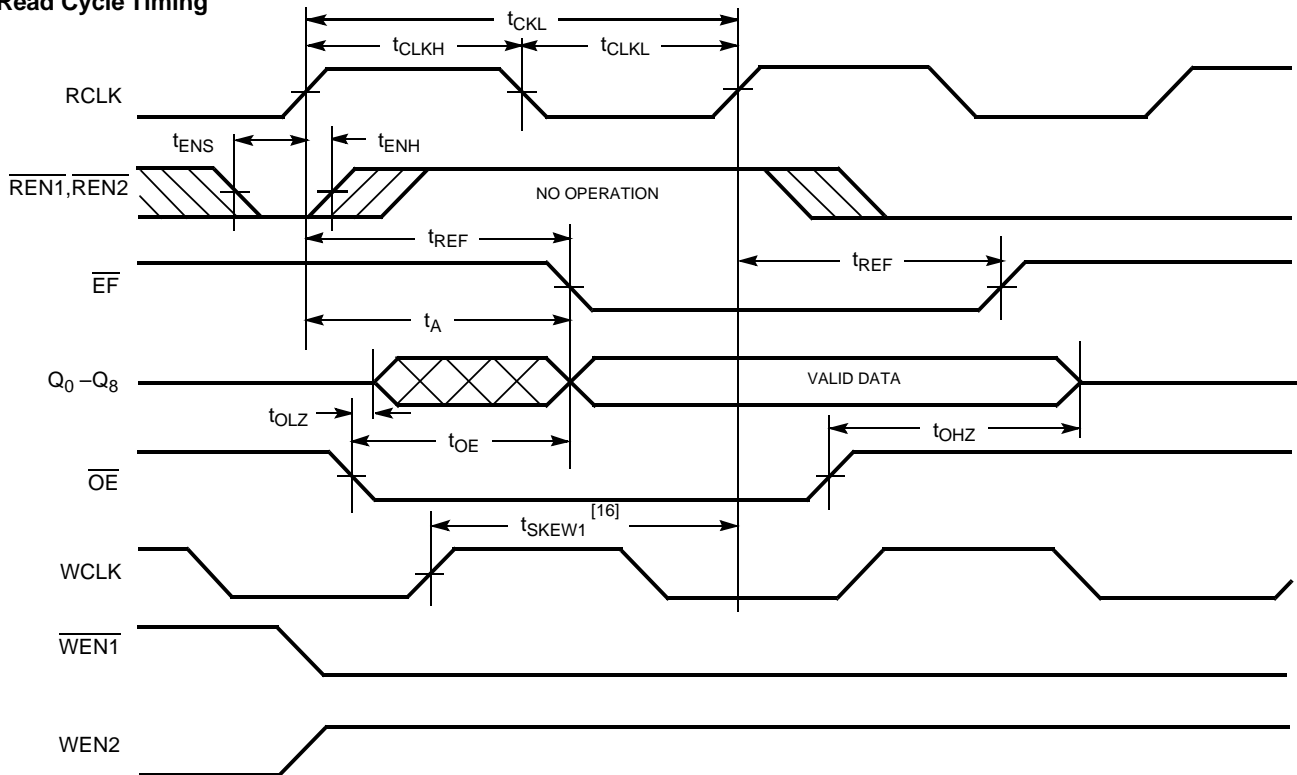 Read Cycle Timing
tCKL
tCLKH
tCLKL
RCLK
tENS
tENH
REN1,REN2
NO OPERATION
tREF
tREF
EF
tA
Q0 –Q8
VALID DATA
tOLZ
tOE
tOHZ
OE
tSKEW1 [16]
WCLK
WEN1
WEN2